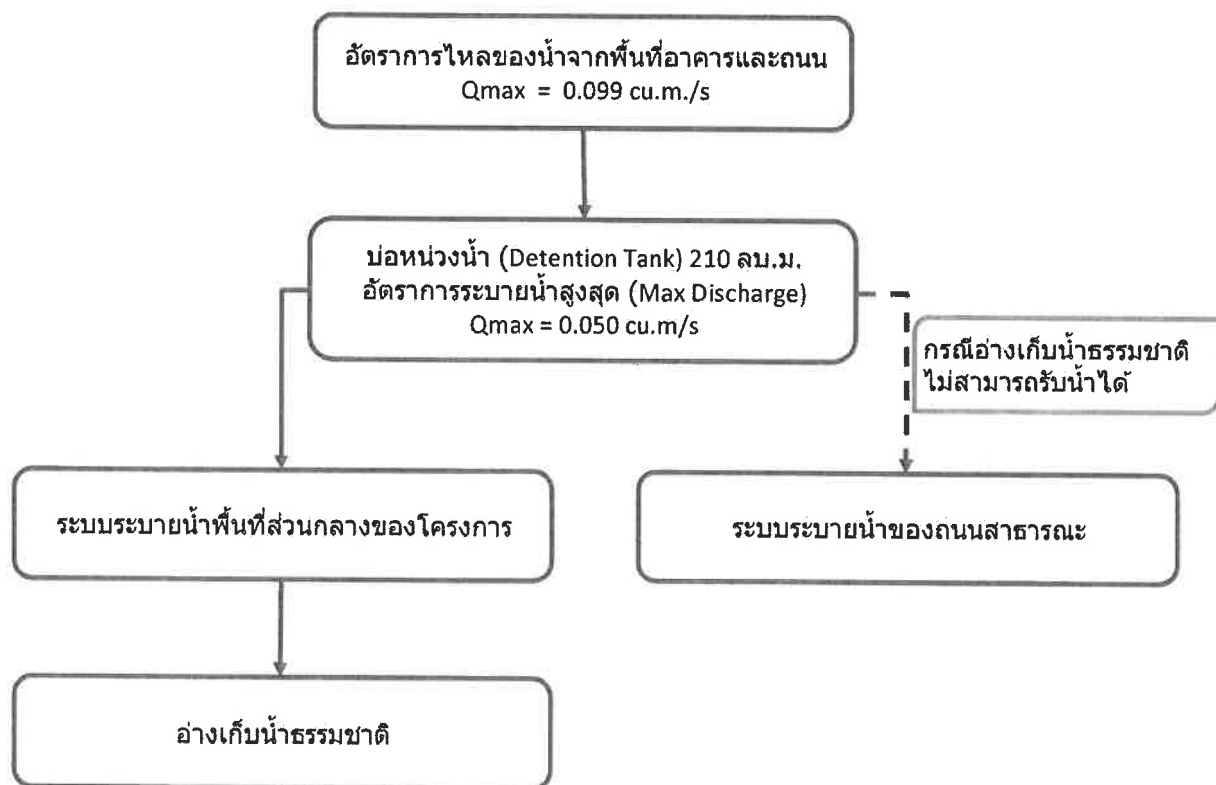 อัตราการไหลของน้ำจากพื้นที่อาคารและถนน
Qmax = 0.099 cu.m./s
บ่อหน่วงน้ำ (Detention Tank) 210 ลบ.ม.
อัตราการระบายน้ำสูงสุด (Max Discharge)
Qmax = 0.050 cu.m/s
กรณีอ่างเก็บน้ำธรรมชาติ
ไม่สามารถรับน้ำได้
ระบบระบายน้ำพื้นที่ส่วนกลางของโครงการ
ระบบระบายน้ำของถนนสาธารณะ
อ่างเก็บน้ำธรรมชาติ